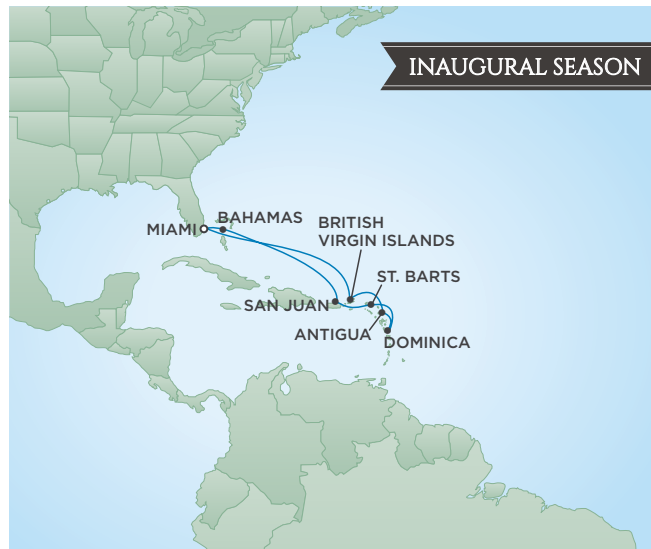 INAUGURAL SEASON
MIAMI
BAHAMAS
BRITISH
VIRGIN ISLANDS
ST. BARTS
SAN JUAN
ANTIGUA
DOMINICA